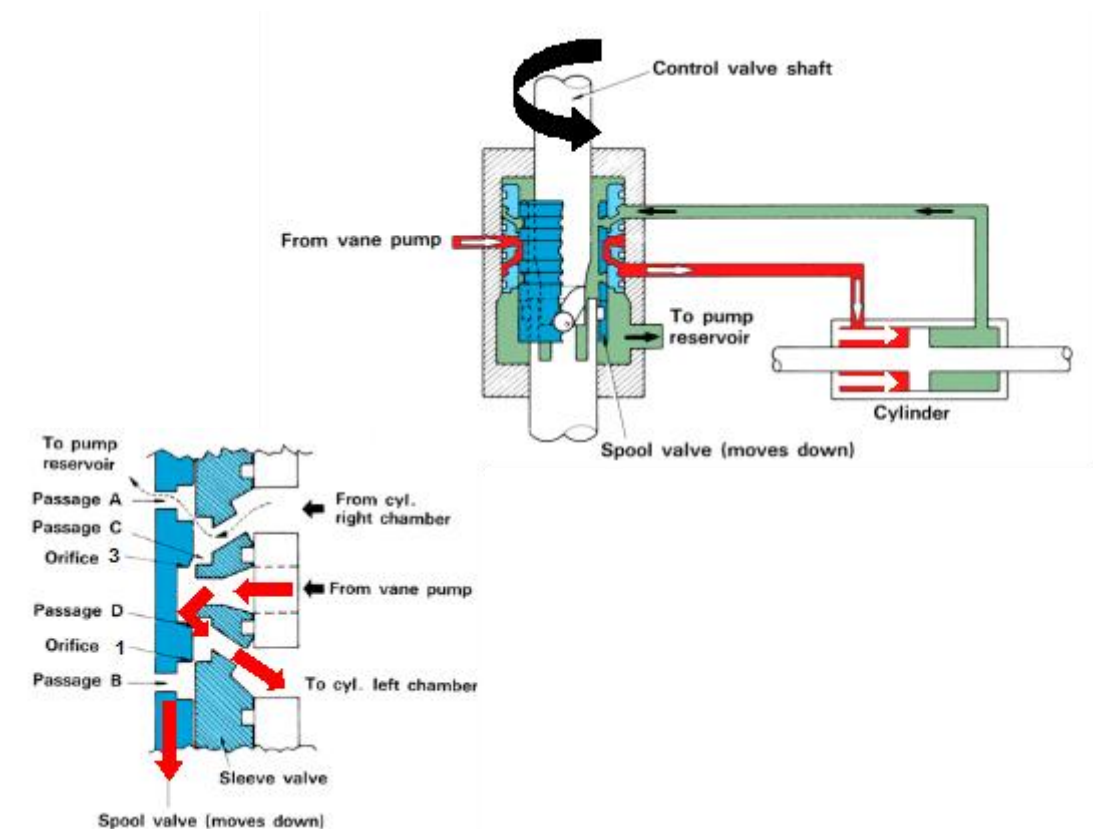 Control valve shaft
From vane pump
To pump
reservoir
Cylinder
Spool valve (moves down)
To pump
reservoir
Passage A
From cyl.
right chamber
Passage C
Orifice 3
From vane pump
Passage D
Orifice 1
Passage B
To cyl. left chamber
Sleeve valve
Spool valve (moves down)